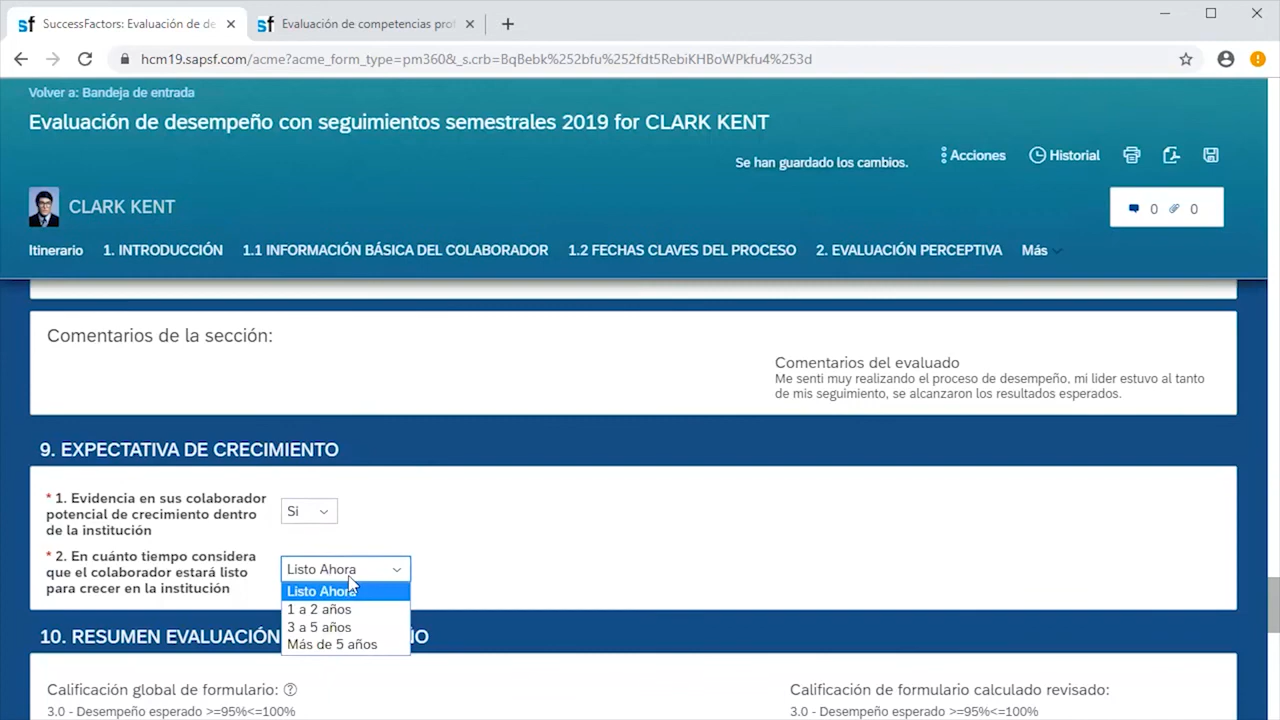 SuccessFactors: Evaluación de de
Evaluación de competencias prof
hcm19.sapsf.com/acme?acme_form_type=pm360&_s.crb=BqBebk%252bfu%252fdt5RebiKHBoWPkfu4%253d
Volver a: Bandeja de entrada
Evaluación de desempeño con seguimientos semestrales 2019 for CLARK KENT
Se han guardado los cambios.
Acciones
Historial
CLARK KENT
0
0
Itinerario
1. INTRODUCCIÓN
1.1 INFORMACIÓN BÁSICA DEL COLABORADOR
1.2 FECHAS CLAVES DEL PROCESO
2. EVALUACIÓN PERCEPTIVA
Más
Comentarios de la sección:
Comentarios del evaluado
Me senti muy realizando el proceso de desempeño, mi lider estuvo al tanto
de mis seguimiento, se alcanzaron los resultados esperados.
9. EXPECTATIVA DE CRECIMIENTO
* 1. Evidencia en sus colaborador
potencial de crecimiento dentro
de la institución
Si
* 2. En cuánto tiempo considera
que el colaborador estará listo
para crecer en la institución
Listo Ahora
Listo Ahora
1 a 2 años
3 a 5 años
Más de 5 años
10. RESUMEN EVALUACIÓN
O
Calificación global de formulario:
3.0 - Desempeño esperado >=95%<=100%
Calificación de formulario calculado revisado:
3.0 - Desempeño esperado >=95%<=100%